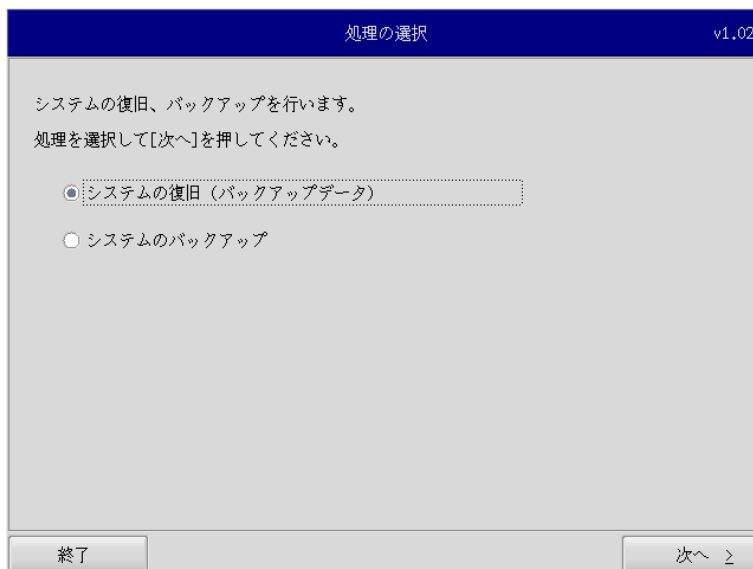 処理の選択
v1.02
システムの復旧、バックアップを行います。
処理を選択して[次へ]を押してください。
システムの復旧（バックアップデータ）
システムのバックアップ
終了
次へ >